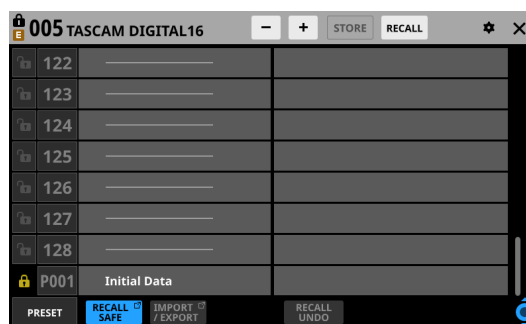 E 005 TASCAM DIGITAL16 − + STORE RECALL
122
123
124
125
126
127
128
P001 Initial Data
PRESET RECALL SAFE IMPORT / EXPORT RECALL UNDO